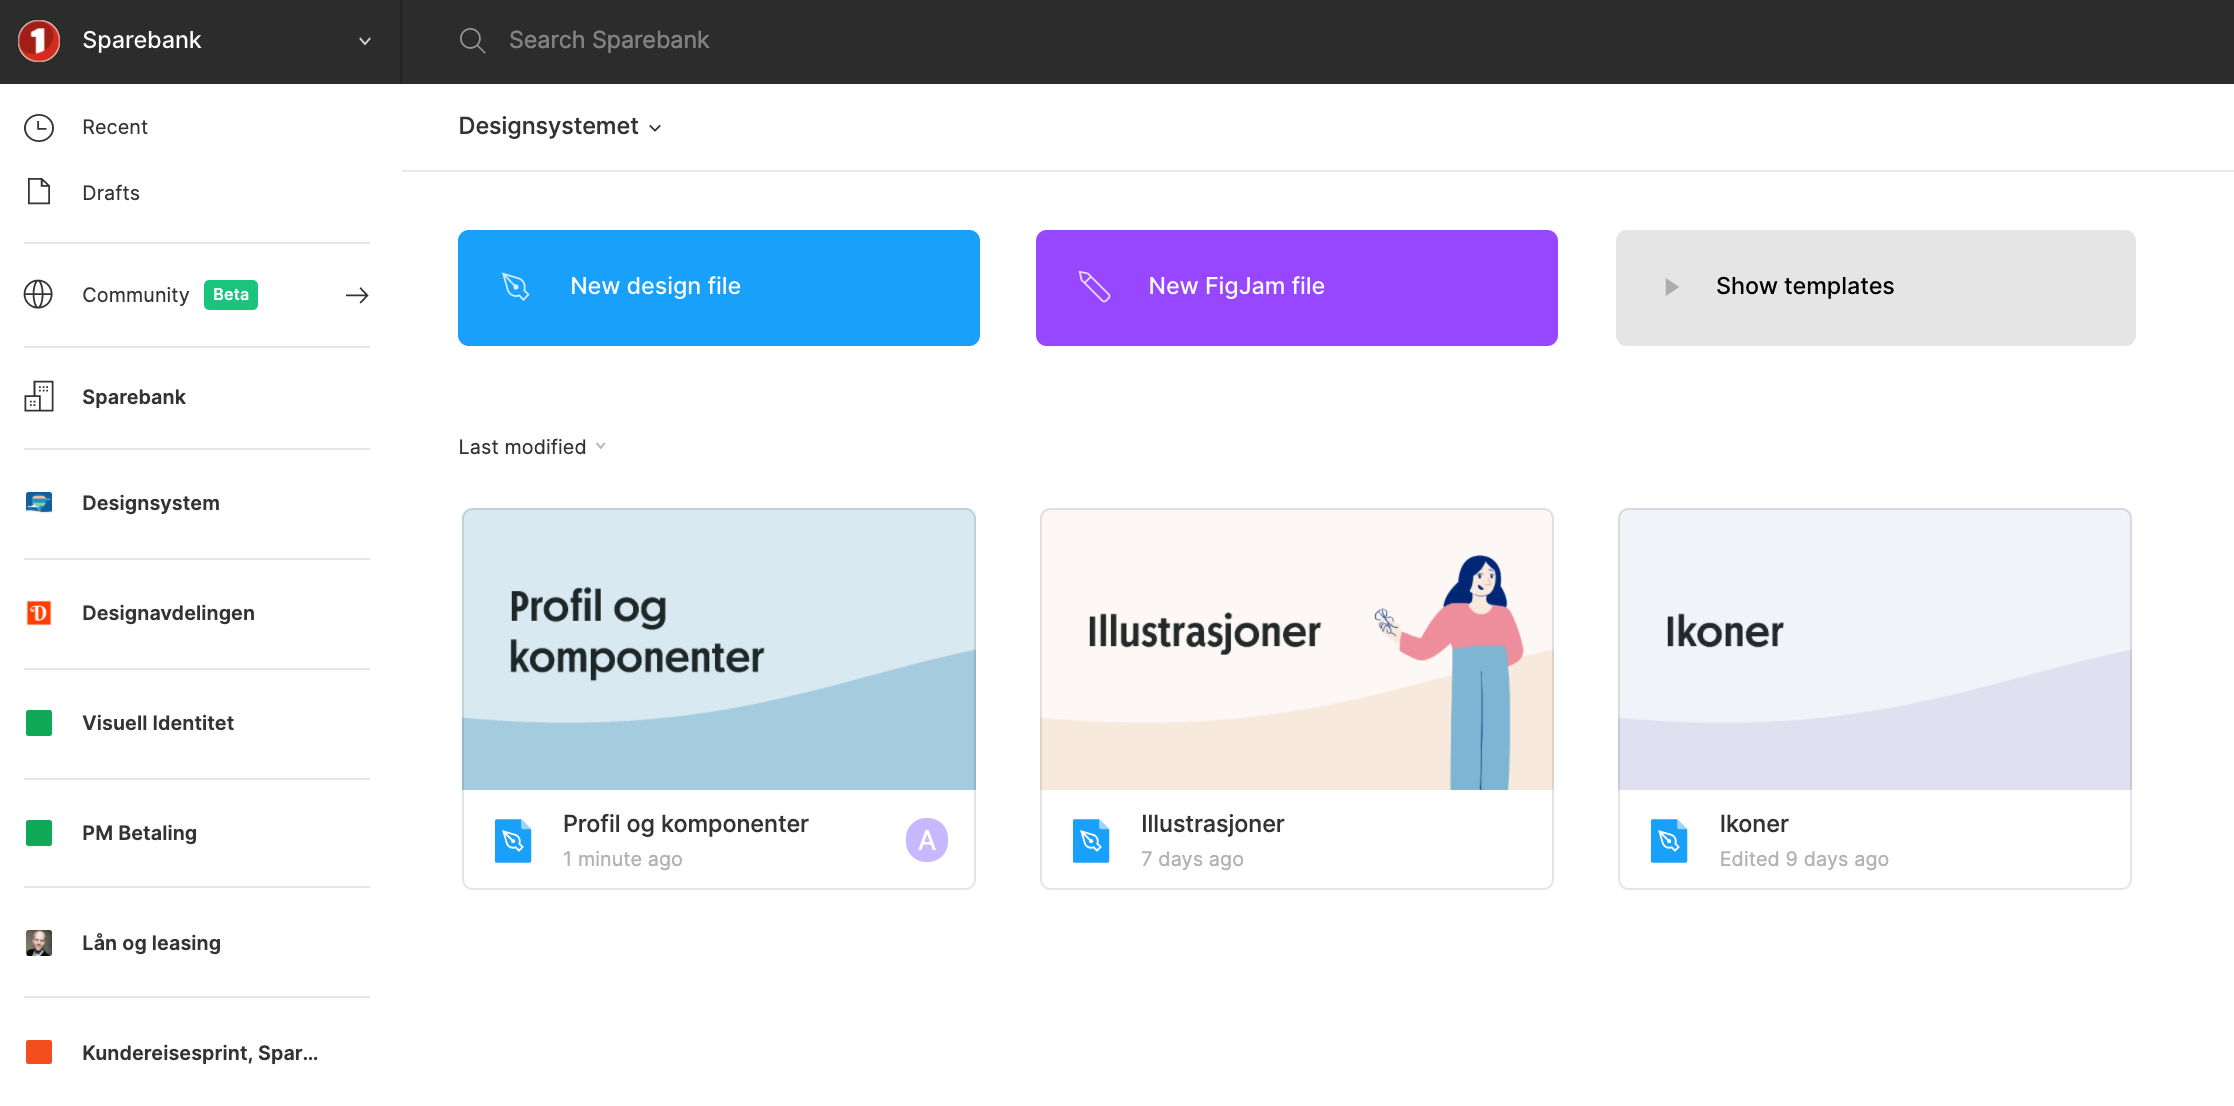 1 Sparebank
Search Sparebank
Recent
Drafts
Community Beta
Sparebank
Designsystem
D Designavdelingen
Visuell Identitet
PM Betaling
Lån og leasing
Kundereisesprint, Spar...
Designsystemet
New design file
New FigJam file
Show templates
Last modified
Profil og
komponenter
Profil og komponenter
1 minute ago
A
Illustrasjoner
Illustrasjoner
7 days ago
Ikoner
Ikoner
Edited 9 days ago